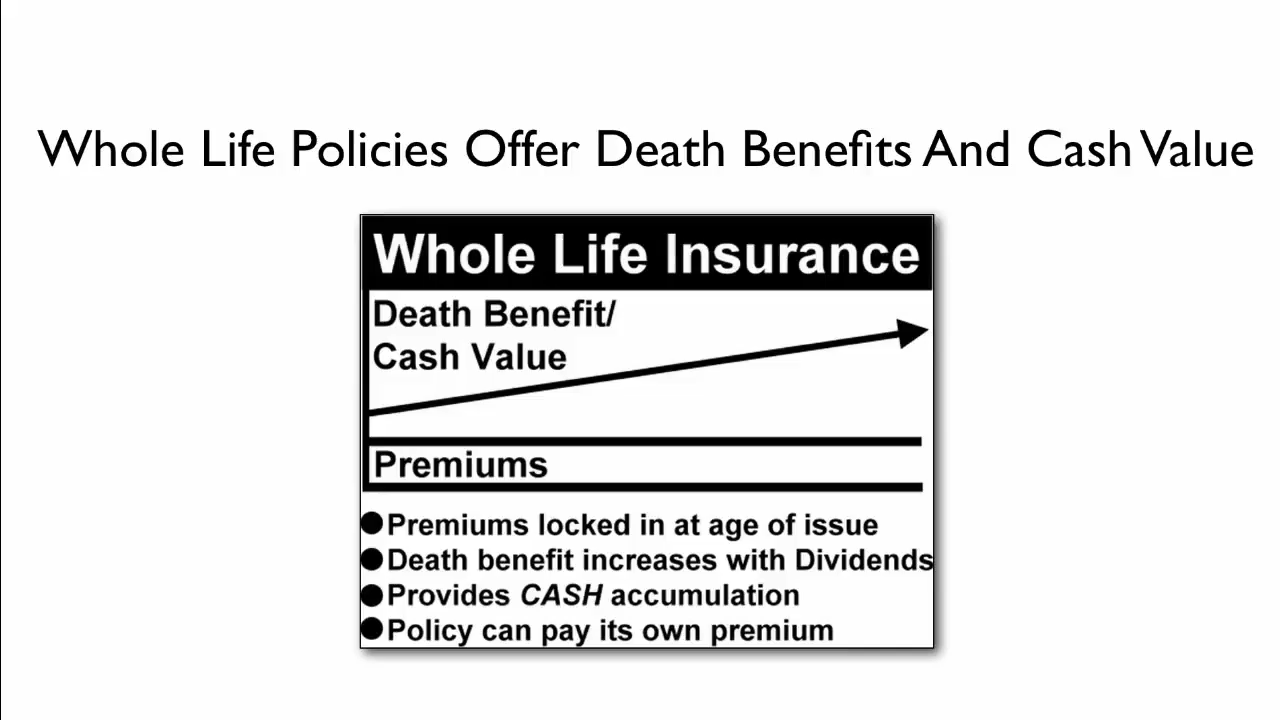 Whole Life Policies Offer Death Benefits And Cash Value
Whole Life Insurance
Death Benefit/
Cash Value
Premiums
●Premiums locked in at age of issue
●Death benefit increases with Dividends
●Provides CASH accumulation
●Policy can pay its own premium